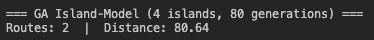 === GA Island-Model (4 islands, 80 generations) ===
Routes: 2  |  Distance: 80.64